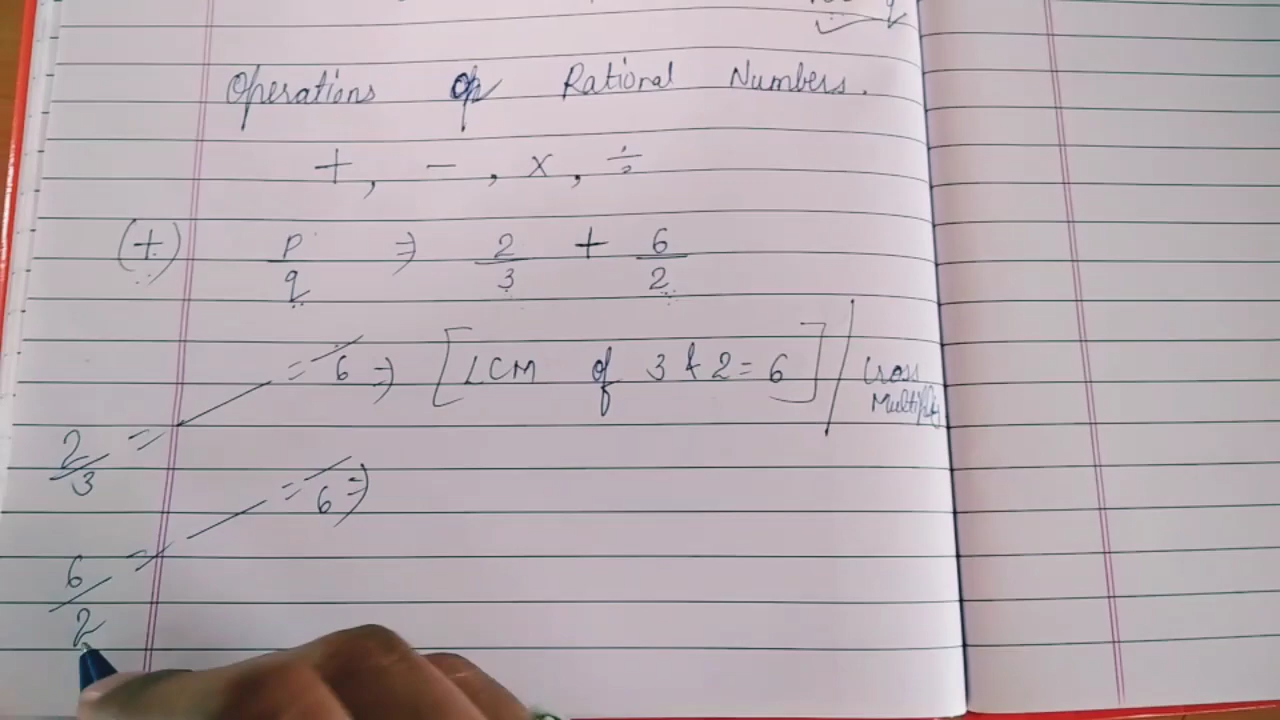 Operations of Rational Numbers.
+, -, x, ÷
(+) p/q ⇒ 2/3 + 6/2
= /6 ⇒ [LCM of 3 & 2 = 6] / Cross Multiply
2/3 = — = /6 ⇒
6/2 = —